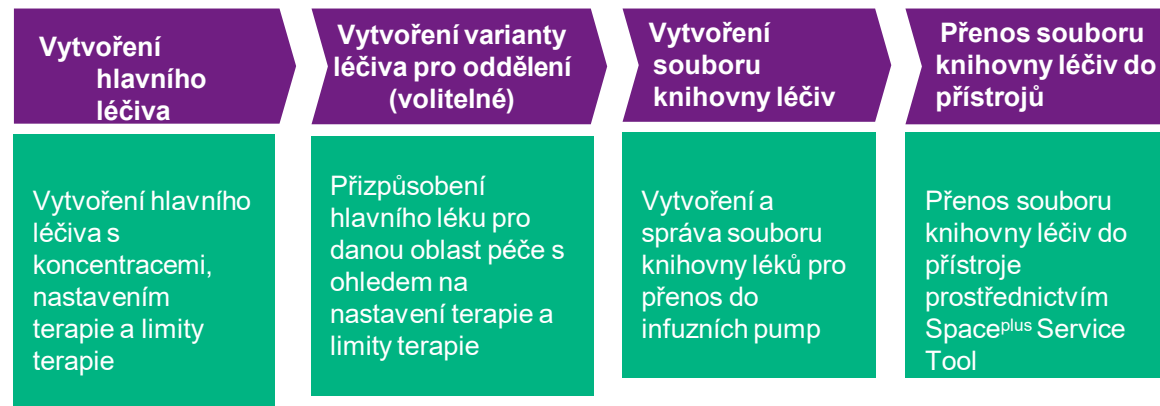 Vytvoření
hlavního
léčiva
Vytvoření hlavního
léčiva s
koncentracemi,
nastavením
terapie a limity
terapie
Vytvoření varianty
léčiva pro oddělení
(volitelné)
Přizpůsobení
hlavního léku pro
danou oblast péče s
ohledem na
nastavení terapie a
limity terapie
Vytvoření
souboru
knihovny léčiv
Vytvoření a
správa souboru
knihovny léků pro
přenos do
infuzních pump
Přenos souboru
knihovny léčiv do
přístrojů
Přenos souboru
knihovny léčiv do
přístroje
prostřednictvím
Spaceplus Service
Tool